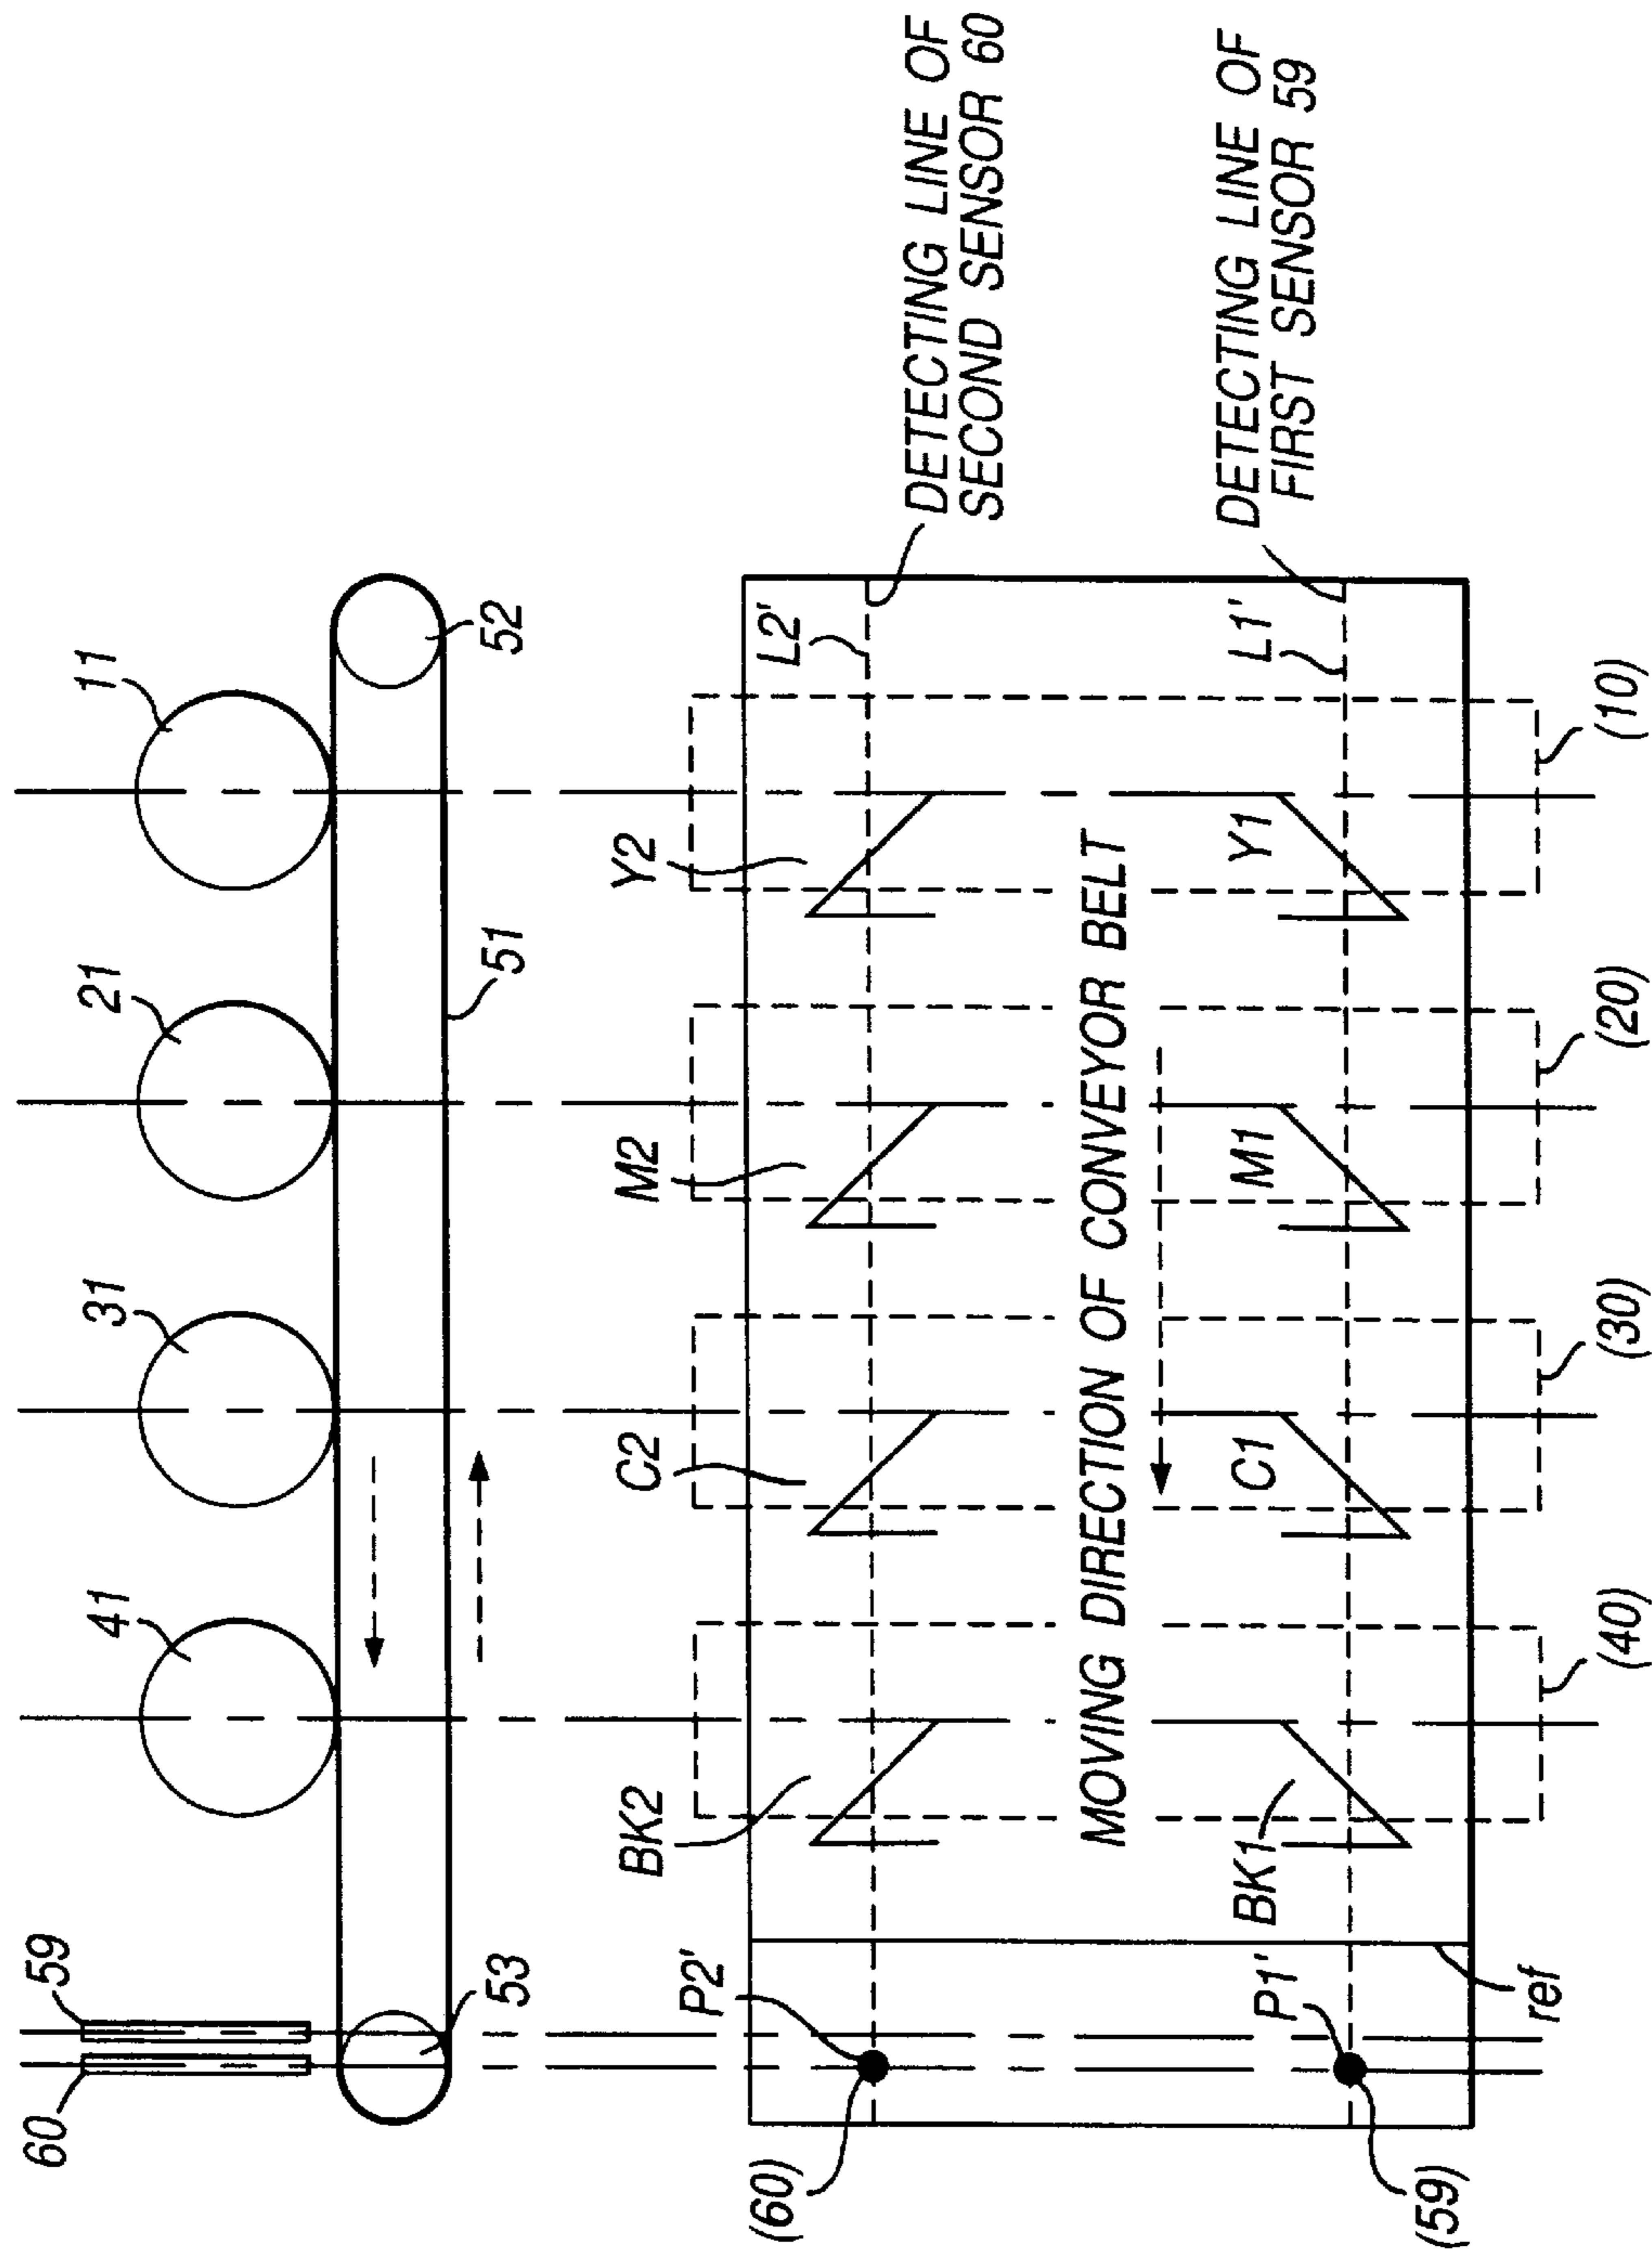 60
59
41
31
21
11
53
51
52
P2'
BK2
C2
M2
Y2
L2'
DETECTING LINE OF
SECOND SENSOR 60
(60)
MOVING DIRECTION OF CONVEYOR BELT
P1'
BK1
C1
M1
Y1
L1'
DETECTING LINE OF
FIRST SENSOR 59
(59)
ref
(40)
(30)
(20)
(10)